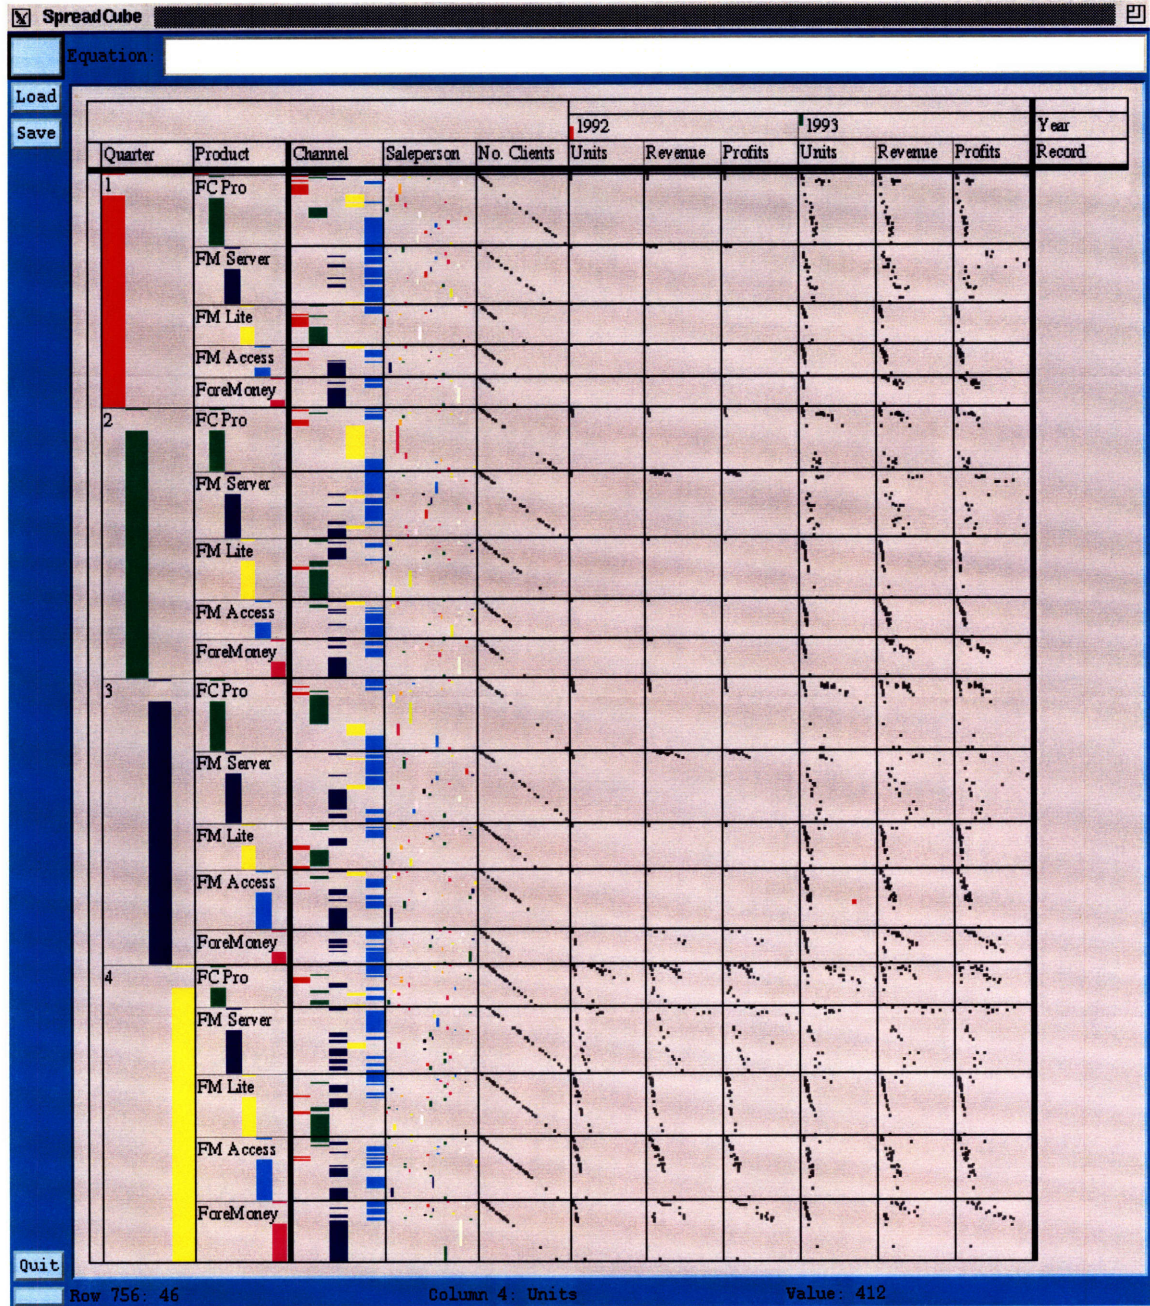 SpreadCube
Equation:
Load
Save
1992 1993 Year
Quarter Product Channel Saleperson No. Clients Units Revenue Profits Units Revenue Profits Record
1 FC Pro
FM Server
FM Lite
FM Access
ForeMoney
2 FC Pro
FM Server
FM Lite
FM Access
ForeMoney
3 FC Pro
FM Server
FM Lite
FM Access
ForeMoney
4 FC Pro
FM Server
FM Lite
FM Access
ForeMoney
Quit
Row 756: 46 Column 4: Units Value: 412